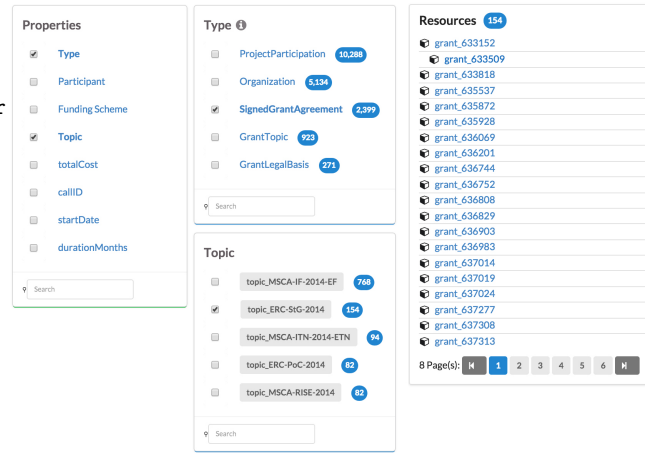 Properties
Type
Participant
Funding Scheme
Topic
totalCost
callID
startDate
durationMonths
Search
Type
ProjectParticipation 10,288
Organization 5,134
SignedGrantAgreement 2,399
GrantTopic 923
GrantLegalBasis 271
Search
Topic
topic_MSCA-IF-2014-EF 768
topic_ERC-StG-2014 154
topic_MSCA-ITN-2014-ETN 94
topic_ERC-PoC-2014 82
topic_MSCA-RISE-2014 82
Search
Resources 154
grant_633152
grant_633509
grant_633818
grant_635537
grant_635872
grant_635928
grant_636069
grant_636201
grant_636744
grant_636752
grant_636808
grant_636829
grant_636903
grant_636983
grant_637014
grant_637019
grant_637024
grant_637277
grant_637308
grant_637313
8 Page(s): 1 2 3 4 5 6